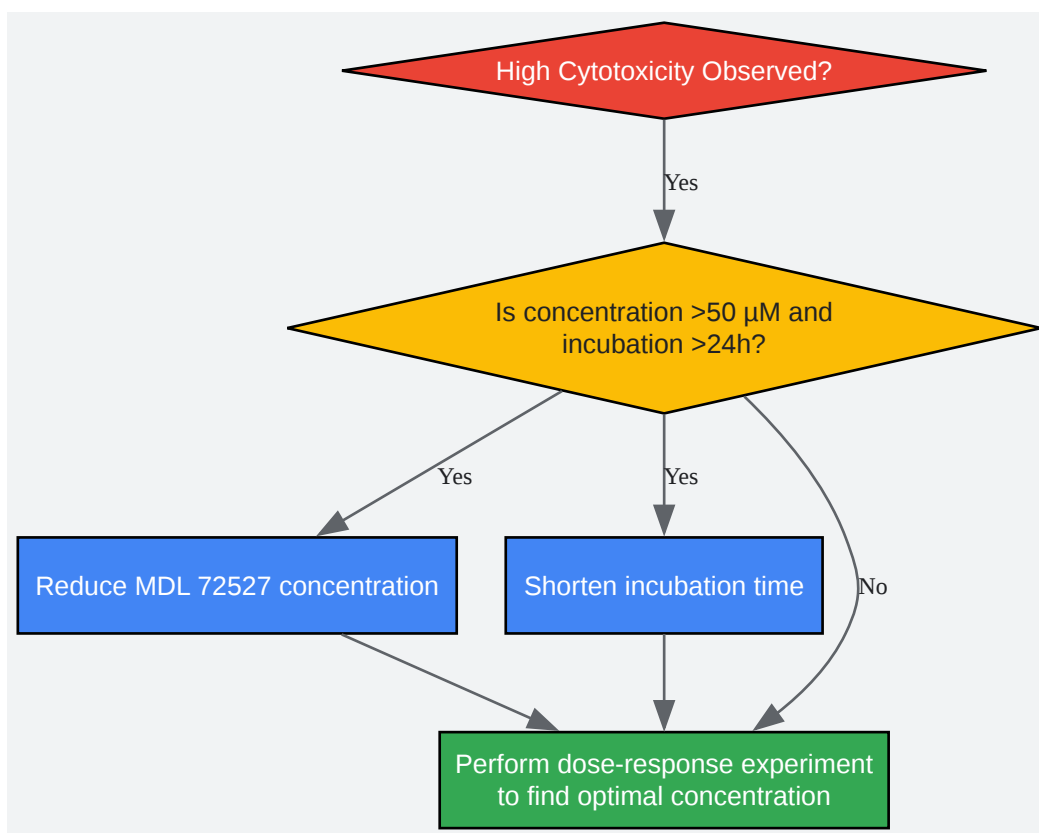 High Cytotoxicity Observed?
Yes
Is concentration >50 µM and
incubation >24h?
Yes
Yes
No
Reduce MDL 72527 concentration
Shorten incubation time
Perform dose-response experiment
to find optimal concentration